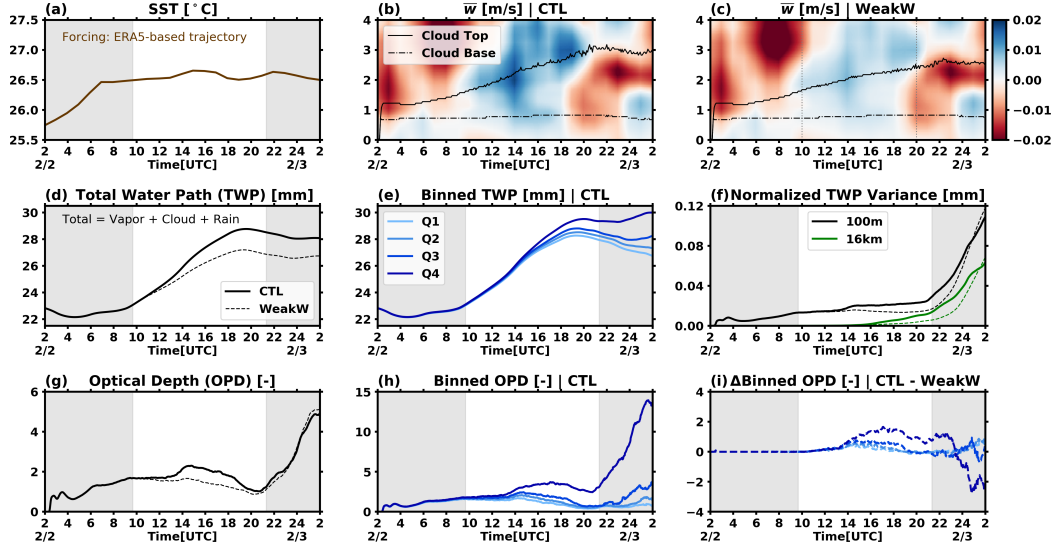 (a) SST [°C]
27.5
27.0
26.5
26.0
25.5
Forcing: ERA5-based trajectory
2 4 6 8 10 12 14 16 18 20 22 24 2
2/2 Time[UTC] 2/3
(b) w̅ [m/s] | CTL
4
3
2
1
0
Cloud Top
Cloud Base
2 4 6 8 10 12 14 16 18 20 22 24 2
2/2 Time[UTC] 2/3
(c) w̅ [m/s] | WeakW
4
3
2
1
0
2 4 6 8 10 12 14 16 18 20 22 24 2
2/2 Time[UTC] 2/3
0.02
0.01
0.00
−0.01
−0.02
(d) Total Water Path (TWP) [mm]
30
28
26
24
22
Total = Vapor + Cloud + Rain
CTL
WeakW
2 4 6 8 10 12 14 16 18 20 22 24 2
2/2 Time[UTC] 2/3
(e) Binned TWP [mm] | CTL
30
28
26
24
22
Q1
Q2
Q3
Q4
2 4 6 8 10 12 14 16 18 20 22 24 2
2/2 Time[UTC] 2/3
(f) Normalized TWP Variance [mm]
0.12
0.08
0.04
0.00
100m
16km
2 4 6 8 10 12 14 16 18 20 22 24 2
2/2 Time[UTC] 2/3
(g) Optical Depth (OPD) [-]
6
4
2
0
2 4 6 8 10 12 14 16 18 20 22 24 2
2/2 Time[UTC] 2/3
(h) Binned OPD [-] | CTL
15
10
5
0
2 4 6 8 10 12 14 16 18 20 22 24 2
2/2 Time[UTC] 2/3
(i) ΔBinned OPD [-] | CTL - WeakW
4
2
0
−2
−4
2 4 6 8 10 12 14 16 18 20 22 24 2
2/2 Time[UTC] 2/3